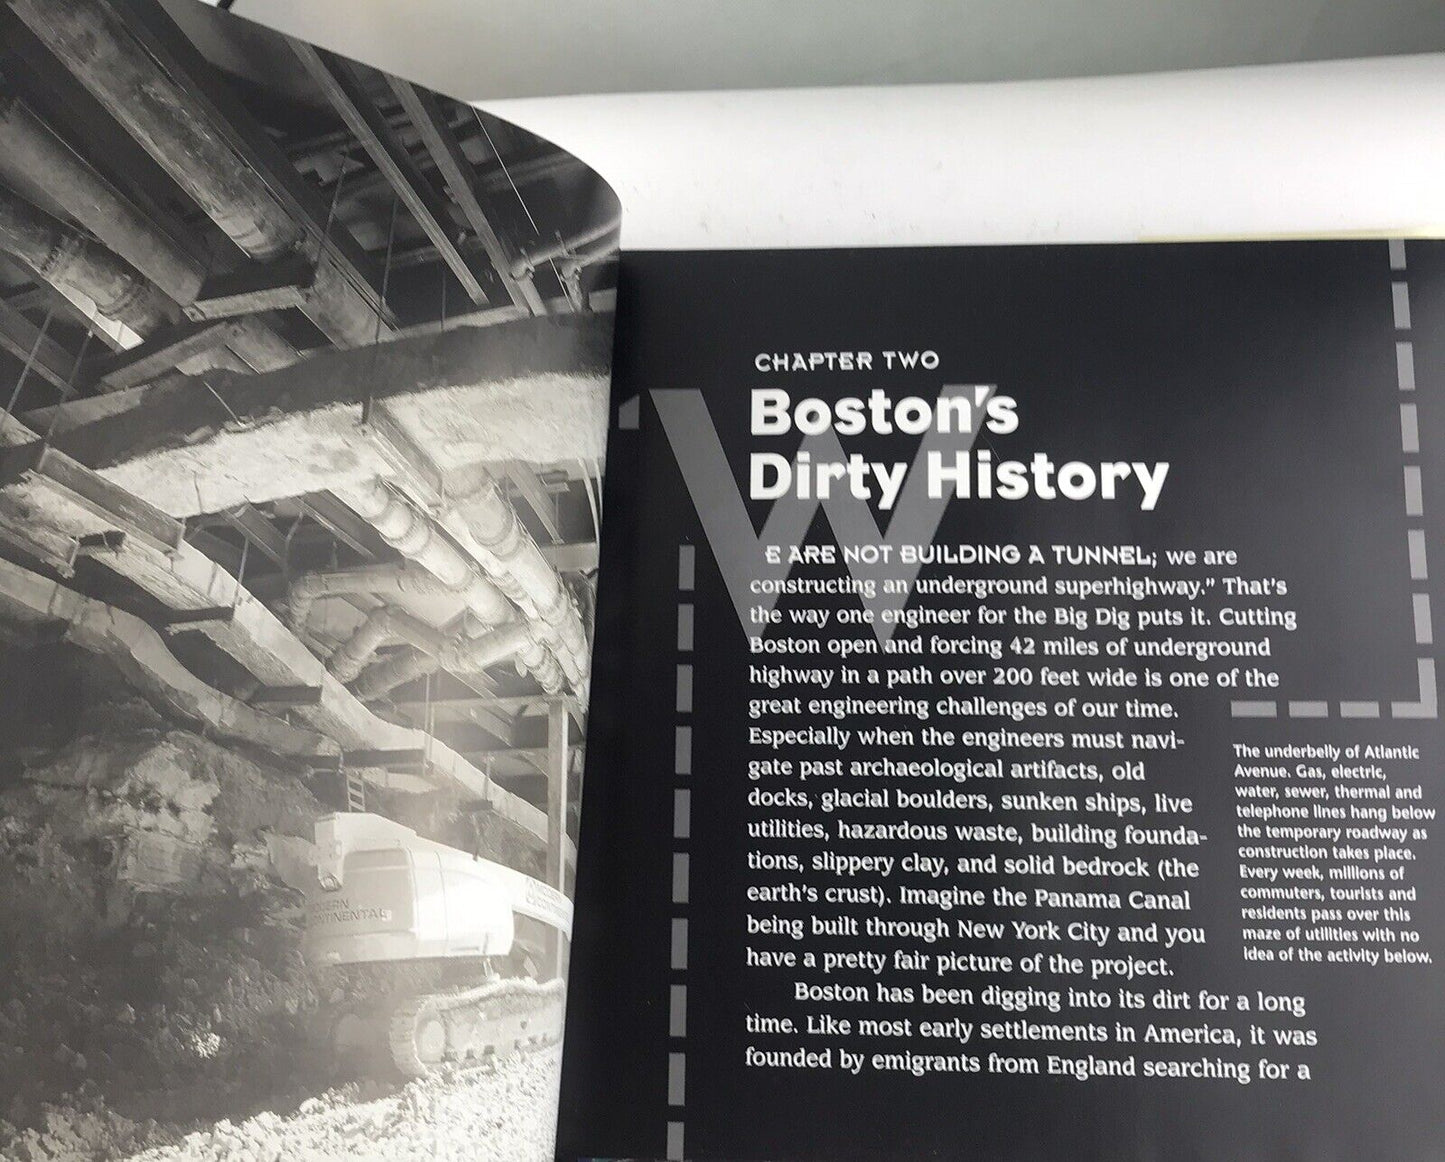 CHAPTER TWO
Boston's
Dirty History
WE ARE NOT BUILDING A TUNNEL; we are
constructing an underground superhighway." That's
the way one engineer for the Big Dig puts it. Cutting
Boston open and forcing 42 miles of underground
highway in a path over 200 feet wide is one of the
great engineering challenges of our time.
Especially when the engineers must navi-
gate past archaeological artifacts, old
docks, glacial boulders, sunken ships, live
utilities, hazardous waste, building founda-
tions, slippery clay, and solid bedrock (the
earth's crust). Imagine the Panama Canal
being built through New York City and you
have a pretty fair picture of the project.
Boston has been digging into its dirt for a long
time. Like most early settlements in America, it was
founded by emigrants from England searching for a
The underbelly of Atlantic
Avenue. Gas, electric,
water, sewer, thermal and
telephone lines hang below
the temporary roadway as
construction takes place.
Every week, millions of
commuters, tourists and
residents pass over this
maze of utilities with no
idea of the activity below.
CONTINENTAL